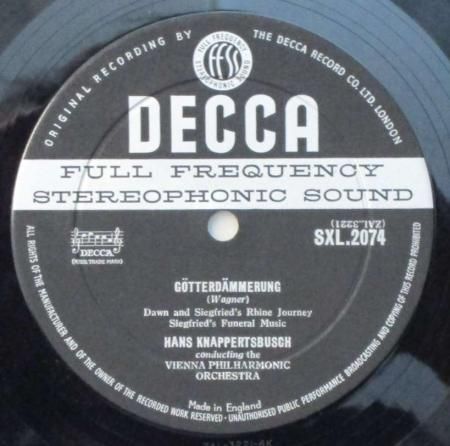 ORIGINAL RECORDING BY
FULL FREQUENCY
ffss
STEREOPHONIC SOUND
THE DECCA RECORD CO. LTD. LONDON
DECCA
FULL FREQUENCY
STEREOPHONIC SOUND
DECCA
(ZAL.3221)
SXL.2074
GÖTTERDÄMMERUNG
(Wagner)
Dawn and Siegfried's Rhine Journey
Siegfried's Funeral Music
HANS KNAPPERTSBUSCH
conducting the
VIENNA PHILHARMONIC
ORCHESTRA
Made in England
ALL RIGHTS OF THE MANUFACTURER AND OF THE OWNER OF THE RECORDED WORK RESERVED - UNAUTHORISED PUBLIC PERFORMANCE BROADCASTING AND COPYING OF THIS RECORD PROHIBITED